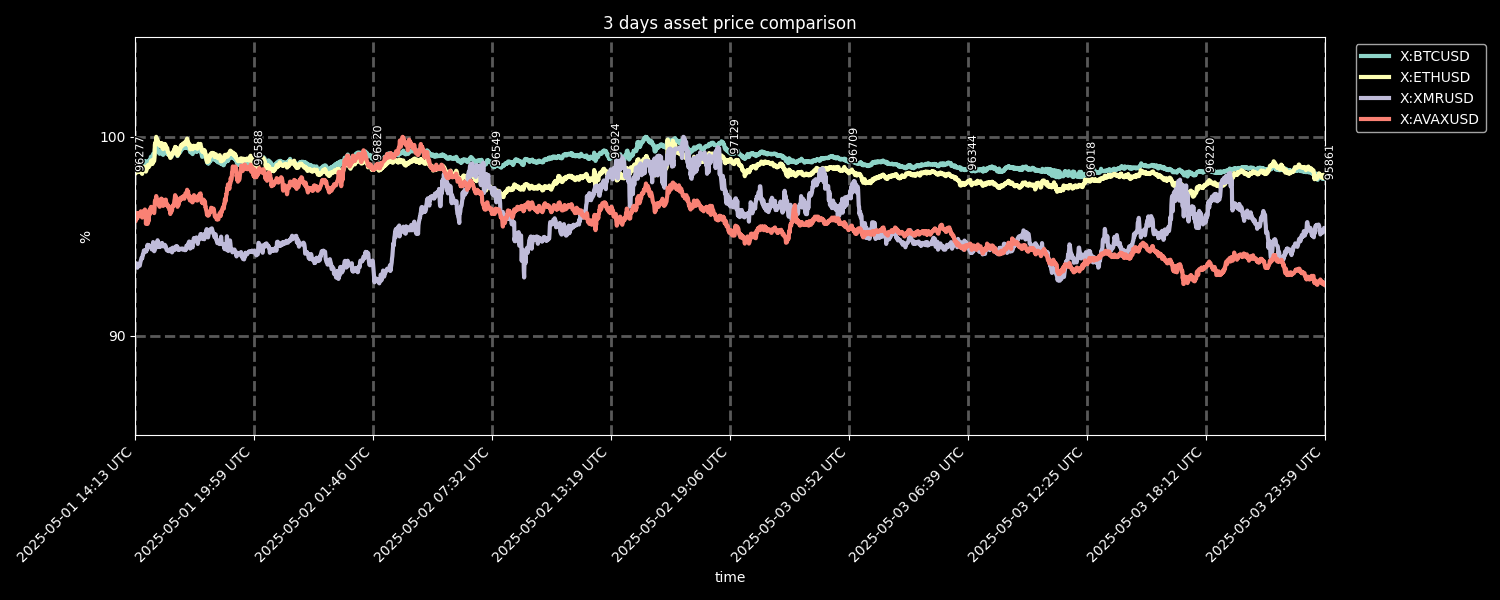 3 days asset price comparison
X:BTCUSD
X:ETHUSD
X:XMRUSD
X:AVAXUSD
100
90
%
96277
96588
96820
96549
96924
97129
96709
96344
96018
96220
95861
2025-05-01 14:13 UTC
2025-05-01 19:59 UTC
2025-05-02 01:46 UTC
2025-05-02 07:32 UTC
2025-05-02 13:19 UTC
2025-05-02 19:06 UTC
2025-05-03 00:52 UTC
2025-05-03 06:39 UTC
2025-05-03 12:25 UTC
2025-05-03 18:12 UTC
2025-05-03 23:59 UTC
time